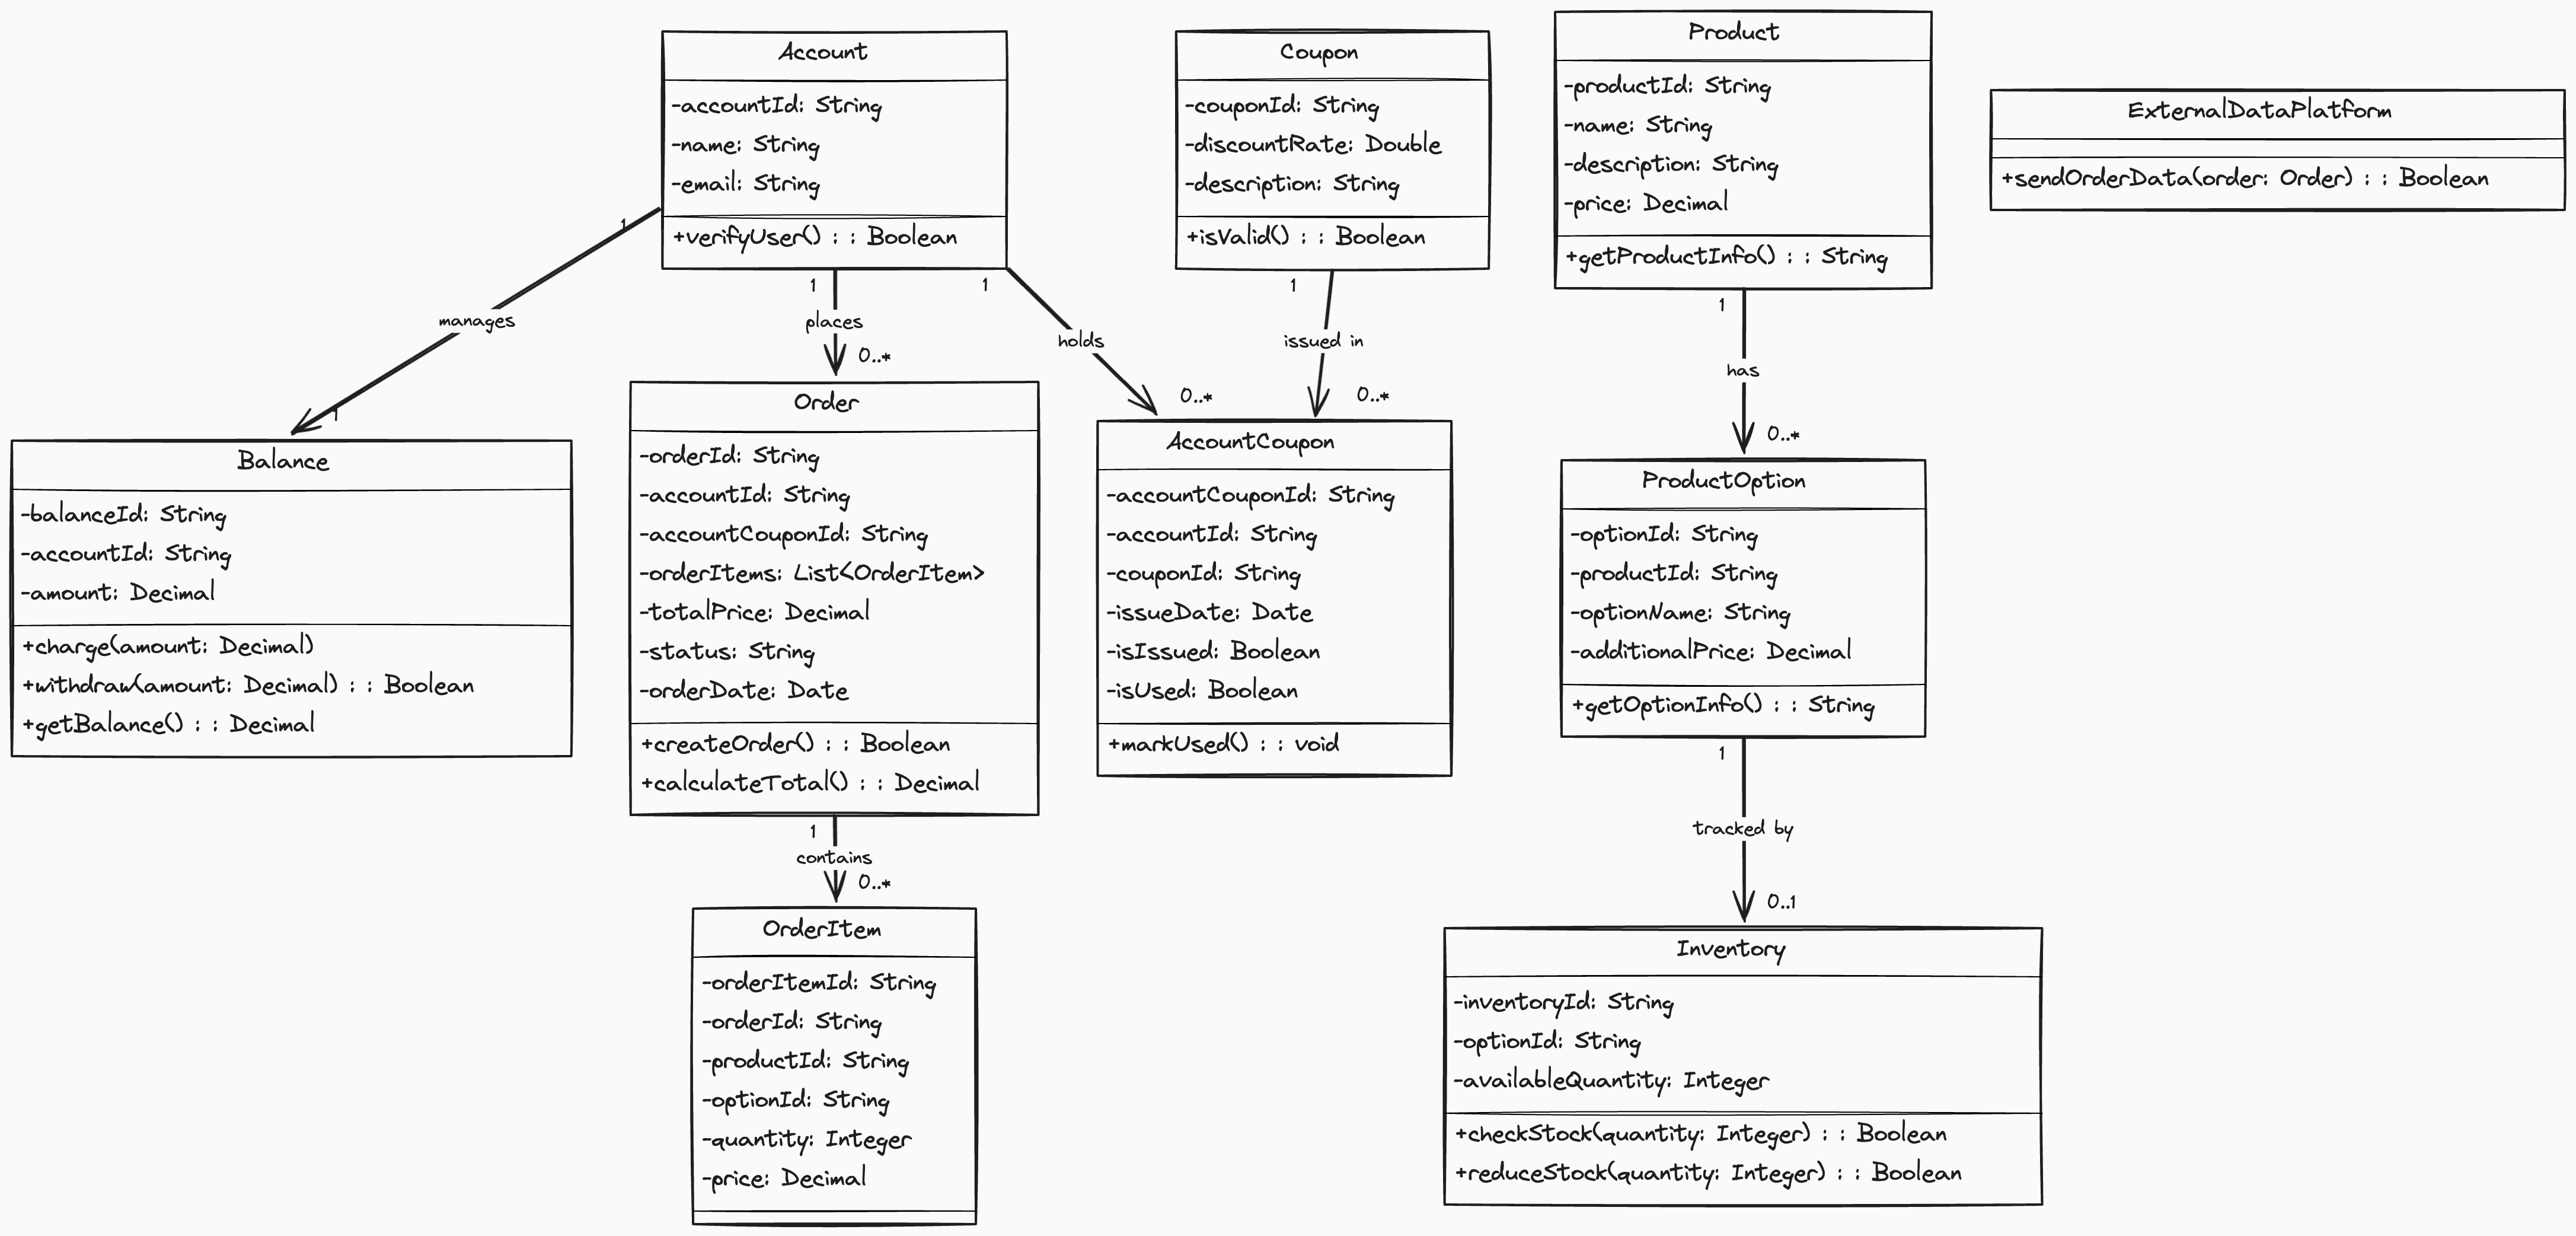 Account
-accountId: String
-name: String
-email: String
+verifyUser() : : Boolean
Coupon
-couponId: String
-discountRate: Double
-description: String
+isValid() : : Boolean
Product
-productId: String
-name: String
-description: String
-price: Decimal
+getProductInfo() : : String
ExternalDataPlatform
+sendOrderData(order: Order) : : Boolean
1
manages
1
1
places
0..*
1
holds
0..*
1
issued in
0..*
1
has
0..*
Balance
-balanceId: String
-accountId: String
-amount: Decimal
+charge(amount: Decimal)
+withdraw(amount: Decimal) : : Boolean
+getBalance() : : Decimal
Order
-orderId: String
-accountId: String
-accountCouponId: String
-orderItems: List<OrderItem>
-totalPrice: Decimal
-status: String
-orderDate: Date
+createOrder() : : Boolean
+calculateTotal() : : Decimal
AccountCoupon
-accountCouponId: String
-accountId: String
-couponId: String
-issueDate: Date
-isIssued: Boolean
-isUsed: Boolean
+markUsed() : : void
ProductOption
-optionId: String
-productId: String
-optionName: String
-additionalPrice: Decimal
+getOptionInfo() : : String
1
contains
0..*
1
tracked by
0..1
OrderItem
-orderItemId: String
-orderId: String
-productId: String
-optionId: String
-quantity: Integer
-price: Decimal
Inventory
-inventoryId: String
-optionId: String
-availableQuantity: Integer
+checkStock(quantity: Integer) : : Boolean
+reduceStock(quantity: Integer) : : Boolean